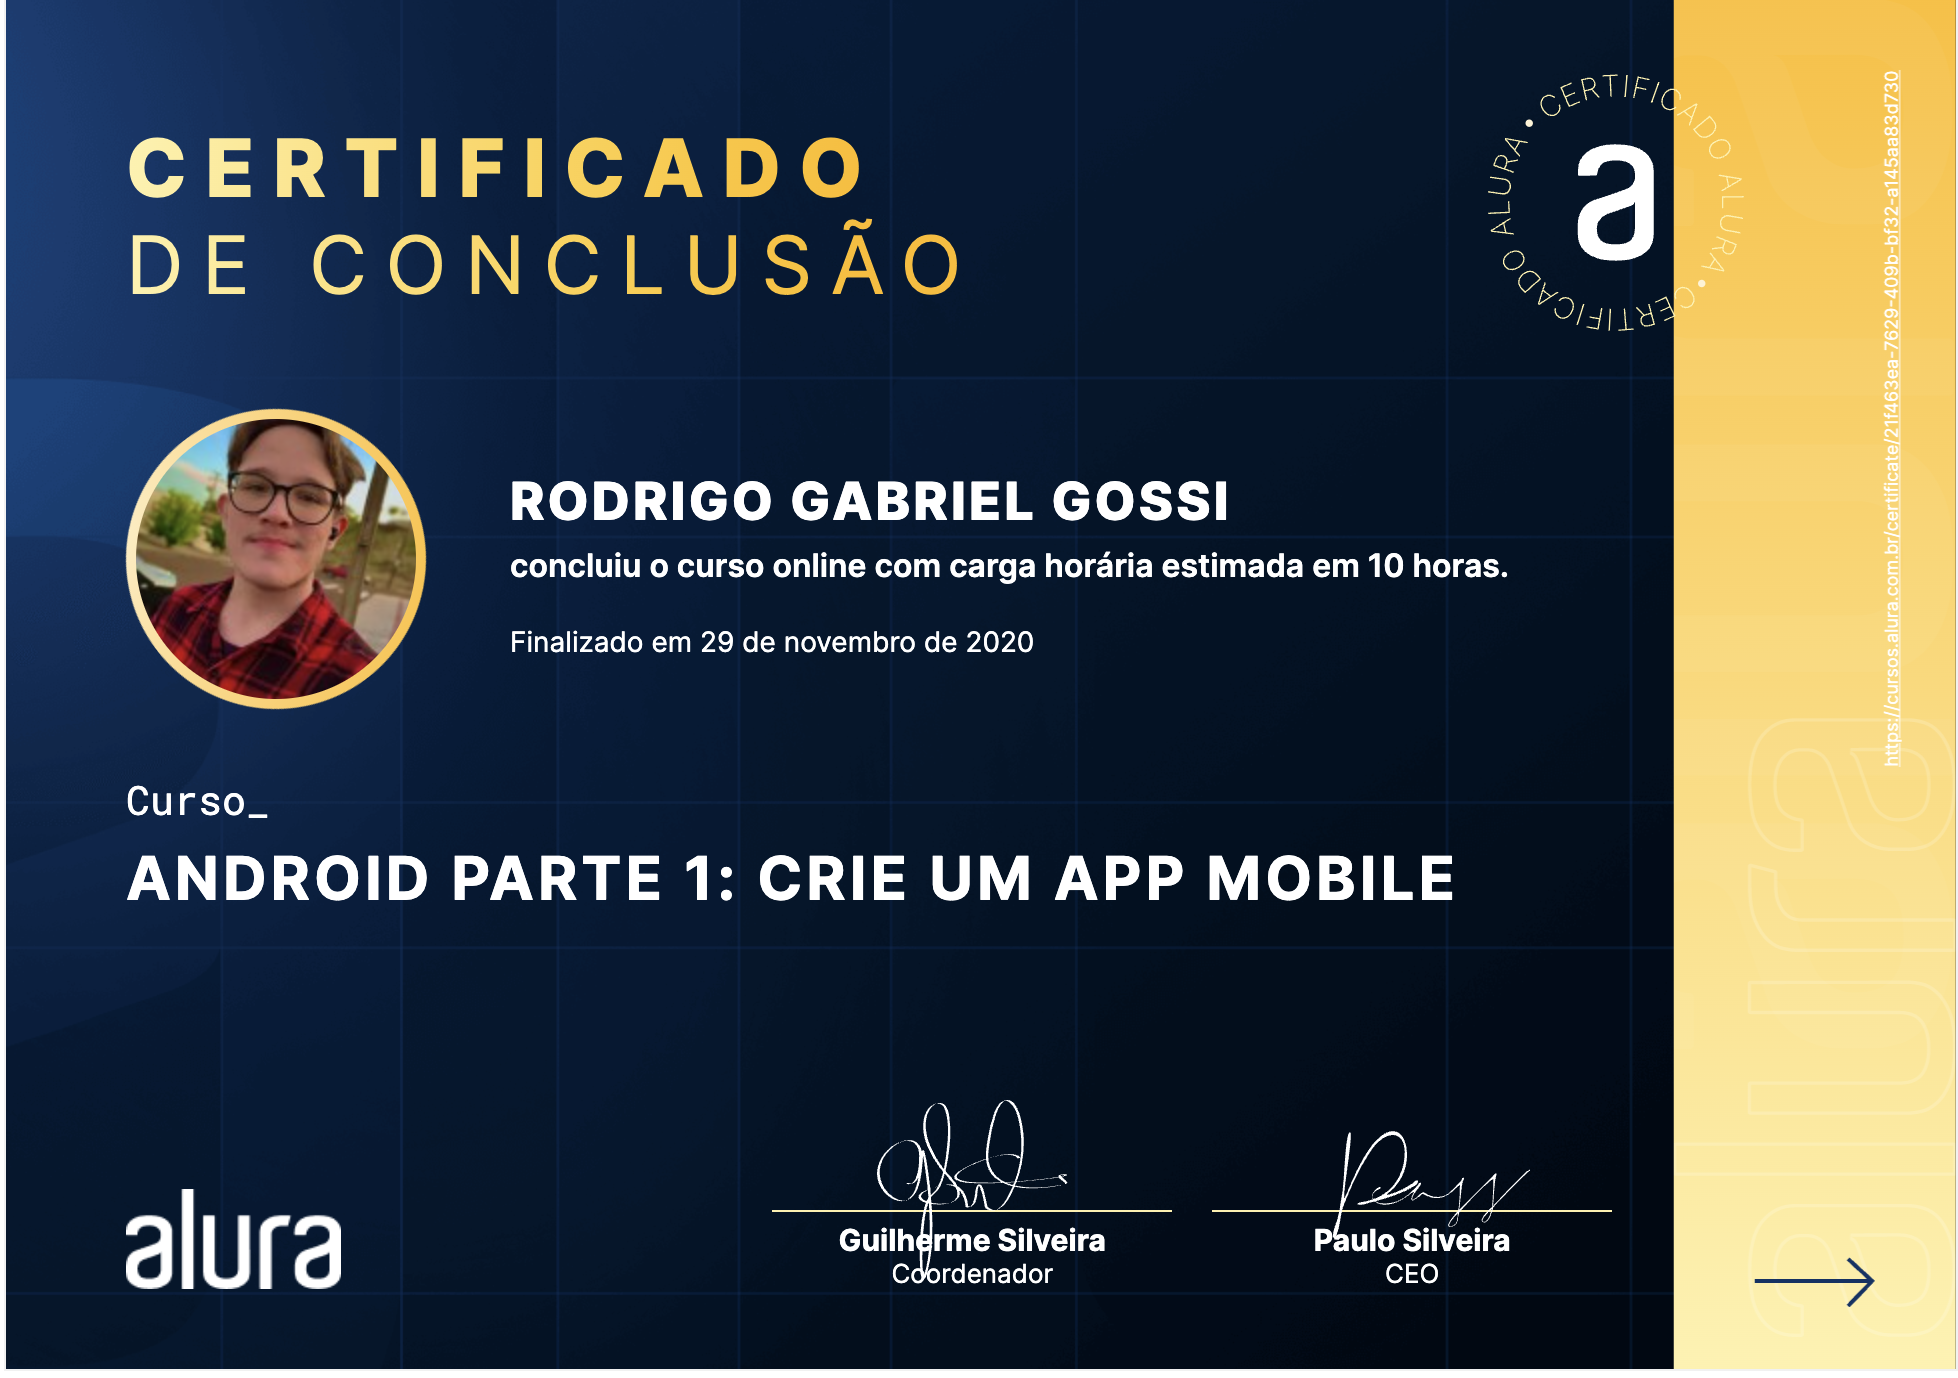 CERTIFICADO
DE CONCLUSÃO
CERTIFICADO ALURA • CERTIFICADO ALURA •
a
RODRIGO GABRIEL GOSSI
concluiu o curso online com carga horária estimada em 10 horas.
Finalizado em 29 de novembro de 2020
Curso_
ANDROID PARTE 1: CRIE UM APP MOBILE
alura
Guilherme Silveira
Coordenador
Paulo Silveira
CEO
https://cursos.alura.com.br/certificate/21f463ea-7629-409b-bf32-a145aa83d730
alura